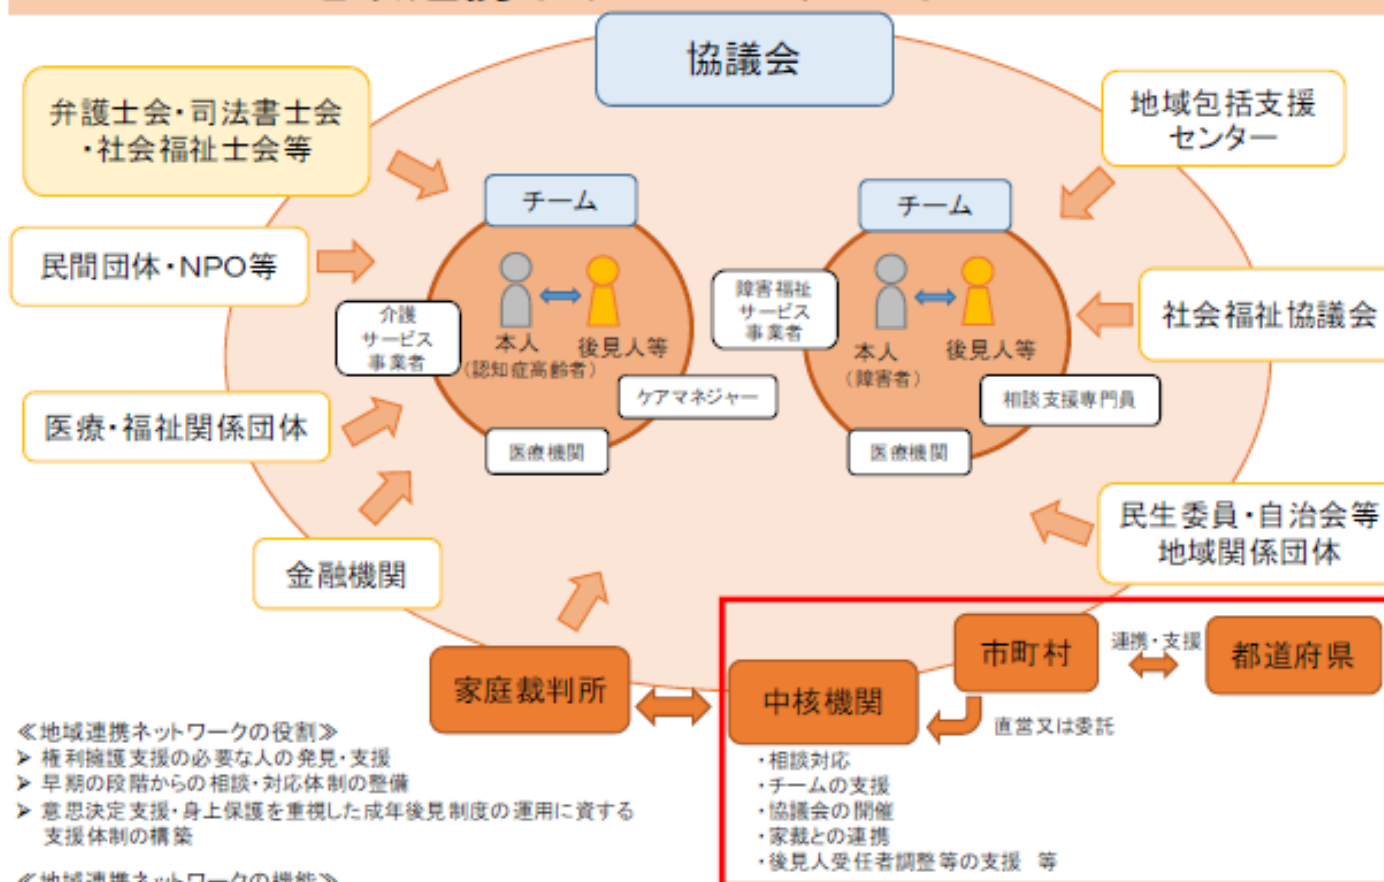 協議会
弁護士会・司法書士会
・社会福祉士会等
地域包括支援
センター
チーム
チーム
民間団体・NPO等
障害福祉
サービス
事業者
介護
サービス
事業者
社会福祉協議会
本人
(認知症高齢者)
後見人等
本人
(障害者)
後見人等
ケアマネジャー
相談支援専門員
医療・福祉関係団体
医療機関
医療機関
民生委員・自治会等
地域関係団体
金融機関
家庭裁判所
中核機関
市町村
連携・支援
都道府県
直営又は委託
・相談対応
・チームの支援
・協議会の開催
・家裁との連携
・後見人受任者調整等の支援 等
≪地域連携ネットワークの役割≫
➢ 権利擁護支援の必要な人の発見・支援
➢ 早期の段階からの相談・対応体制の整備
➢ 意思決定支援・身上保護を重視した成年後見制度の運用に資する
支援体制の構築
≪地域連携ネットワークの機能≫